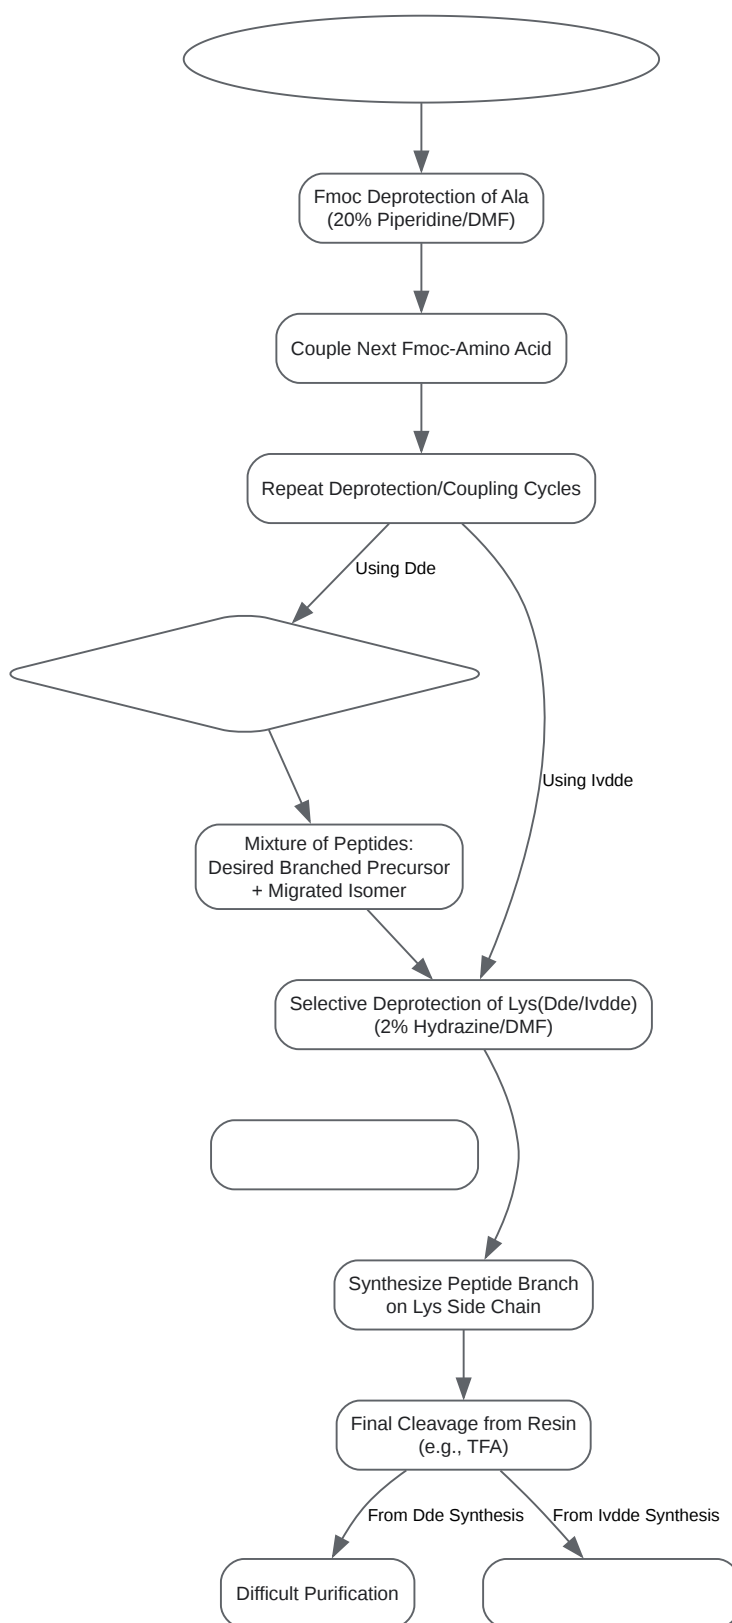 Fmoc Deprotection of Ala
(20% Piperidine/DMF)
Couple Next Fmoc-Amino Acid
Repeat Deprotection/Coupling Cycles
Using Dde
Using Ivdde
Mixture of Peptides:
Desired Branched Precursor
+ Migrated Isomer
Selective Deprotection of Lys(Dde/Ivdde)
(2% Hydrazine/DMF)
Synthesize Peptide Branch
on Lys Side Chain
Final Cleavage from Resin
(e.g., TFA)
From Dde Synthesis
From Ivdde Synthesis
Difficult Purification